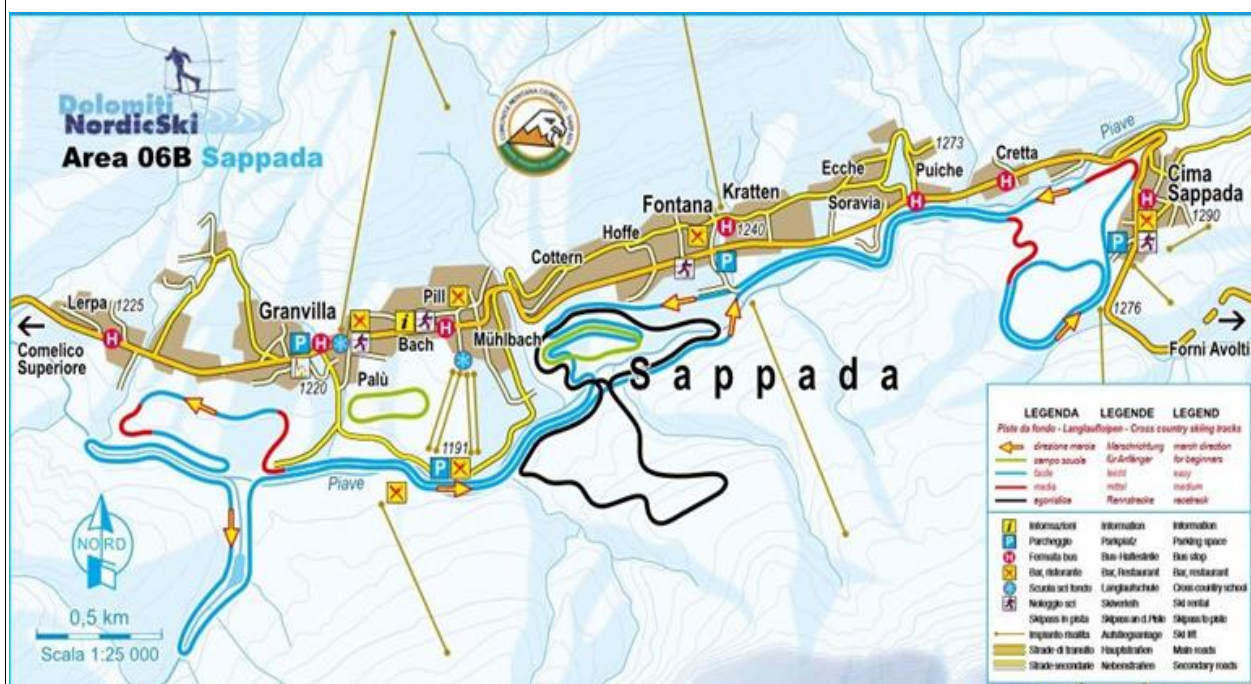 Dolomiti
NordicSki
Area 06B Sappada
COMUNITÀ MONTANA COMELICO - SAPPADA
Piave
1273
Cretta
Ecche
Puiche
Cima
Sappada
Kratten
Fontana
Soravia
1290
Hoffe
1240
Cottern
Lerpa
1225
Granvilla
Pill
Mühlbach
1276
Comelico
Superiore
Bach
Forni Avolti
1220
Palù
Sappada
1191
Piave
NORD
0,5 km
Scala 1:25 000
LEGENDA LEGENDE LEGEND
Piste da fondo - Langlaufloipen - Cross country skiing tracks
direzione marcia Marschrichtung march direction
campo scuola für Anfänger for beginners
facile leicht easy
media mittel medium
agonistica Rennstrecke racetrack
i Informazioni Information Information
P Parcheggio Parkplatz Parking space
H Fermata bus Bus-Haltestelle Bus stop
Bar, ristorante Bar, Restaurant Bar, restaurant
Scuola sci fondo Langlaufschule Cross country school
Noleggio sci Skiverleih Ski rental
Skipass in pista Skipass an d. Piste Skipass to piste
Impianto risalita Aufstiegsanlage Ski lift
Strade di transito Hauptstraßen Main roads
Strade secondarie Nebenstraßen Secondary roads